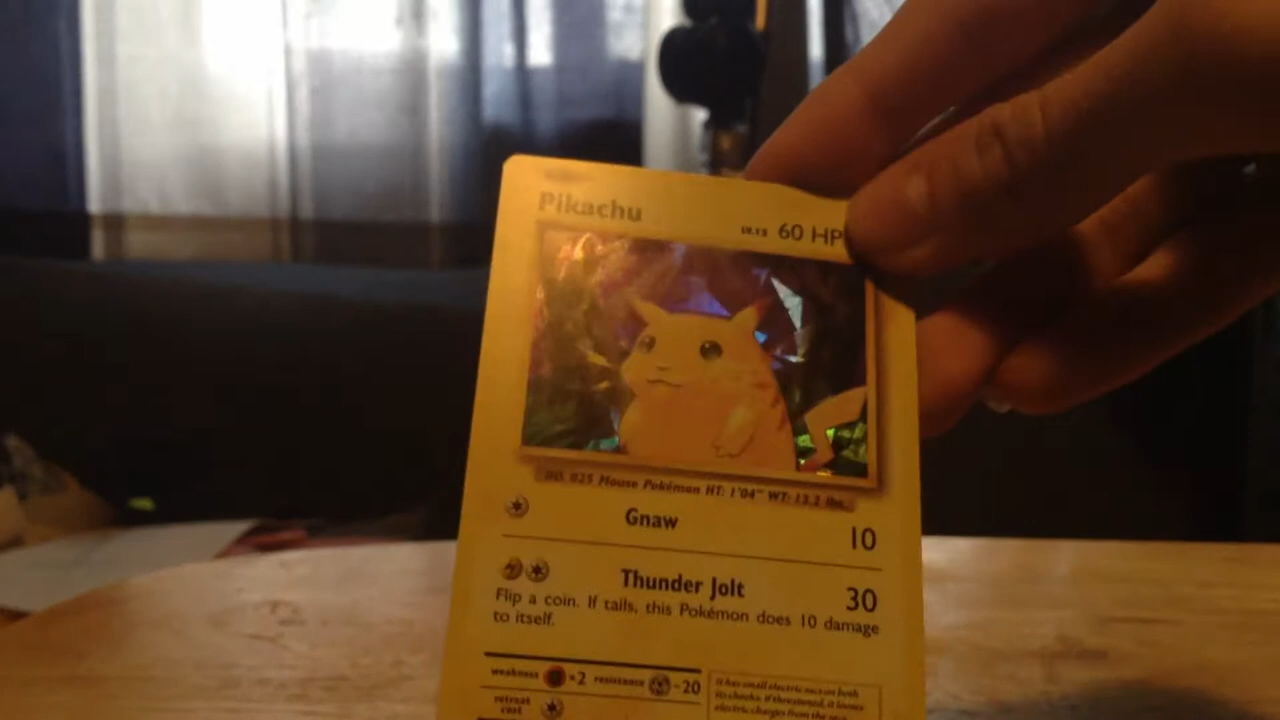 Pikachu
LV.12 60 HP
NO. 025 Mouse Pokémon HT: 1'04" WT: 13.2 lbs.
Gnaw 10
Thunder Jolt 30
Flip a coin. If tails, this Pokémon does 10 damage
to itself.
weakness ×2 resistance -20
retreat
cost
It has small electric sacs on both
its cheeks. If threatened, it looses
electric charges from the sacs.